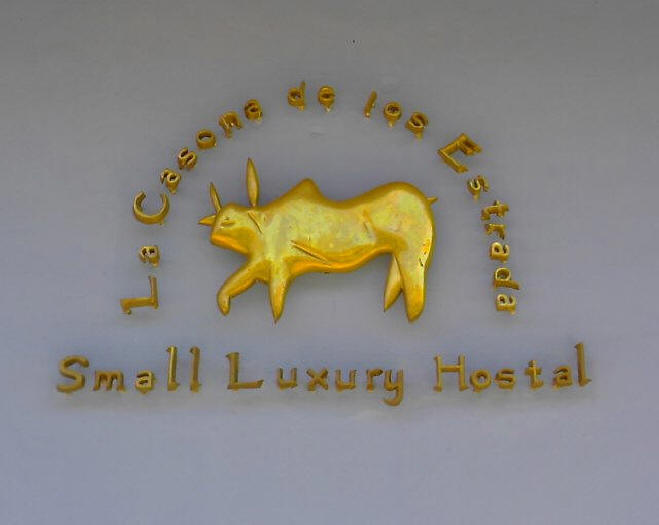 La Casona de los Estrada
Small Luxury Hostal